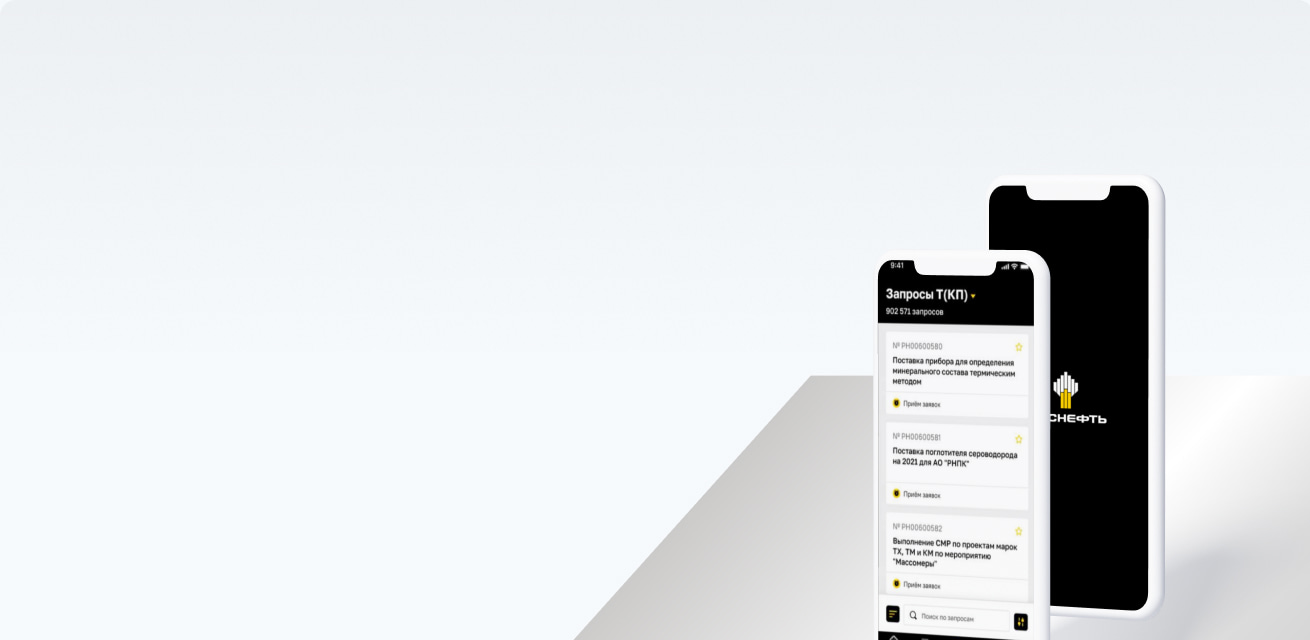 9:41
Запросы Т(КП)
902 571 запросов
№ РН00600580
Поставка прибора для определения
минерального состава термическим
методом
Приём заявок
№ РН00600581
Поставка поглотителя сероводорода
на 2021 для АО "РНПК"
Приём заявок
№ РН00600582
Выполнение СМР по проектам марок
ТХ, ТМ и КМ по мероприятию
"Массомеры"
Приём заявок
Поиск по запросам
СНЕФТЬ